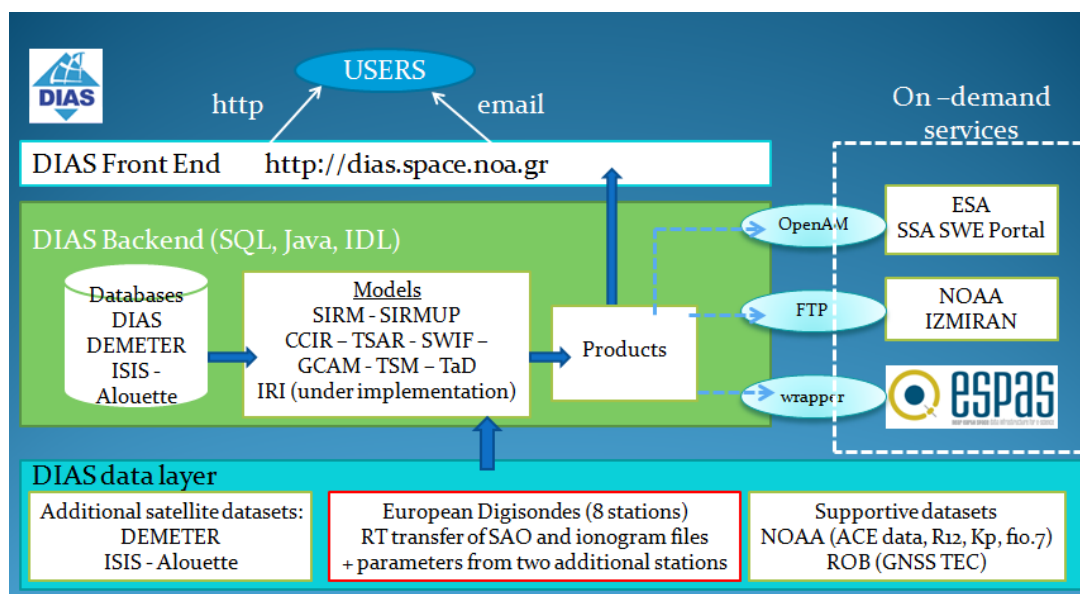 DIAS
USERS
http
email
On –demand
services
DIAS Front End http://dias.space.noa.gr
DIAS Backend (SQL, Java, IDL)
Databases
DIAS
DEMETER
ISIS -
Alouette
Models
SIRM - SIRMUP
CCIR – TSAR - SWIF –
GCAM - TSM – TaD
IRI (under implementation)
Products
OpenAM
FTP
wrapper
ESA
SSA SWE Portal
NOAA
IZMIRAN
espas
DIAS data layer
Additional satellite datasets:
DEMETER
ISIS - Alouette
European Digisondes (8 stations)
RT transfer of SAO and ionogram files
+ parameters from two additional stations
Supportive datasets
NOAA (ACE data, R12, Kp, f10.7)
ROB (GNSS TEC)